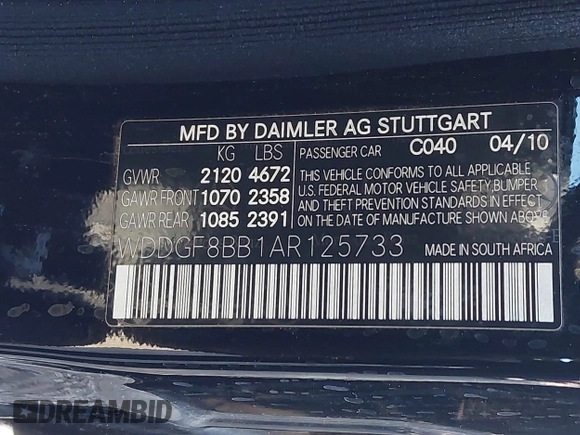 MFD BY DAIMLER AG STUTTGART
KG LBS PASSENGER CAR C040 04/10
GVWR 2120 4672
GAWR FRONT 1070 2358
GAWR REAR 1085 2391
THIS VEHICLE CONFORMS TO ALL APPLICABLE
U.S. FEDERAL MOTOR VEHICLE SAFETY, BUMPER,
AND THEFT PREVENTION STANDARDS IN EFFECT
ON THE DATE OF MANUFACTURE SHOWN ABOVE
WDDGF8BB1AR125733 MADE IN SOUTH AFRICA
DREAMBID